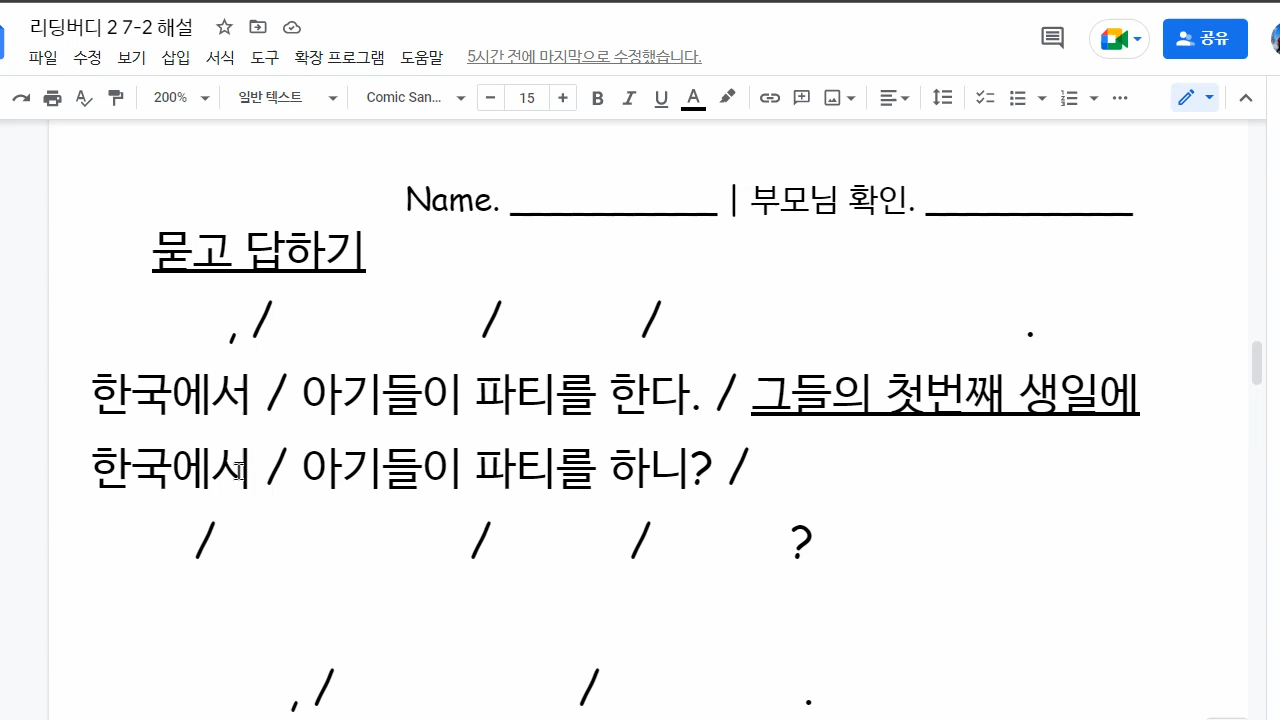 리딩버디 2 7-2 해설
파일 수정 보기 삽입 서식 도구 확장 프로그램 도움말 5시간 전에 마지막으로 수정했습니다.
공유
200% 일반 텍스트 Comic San... − 15 + B I U A
Name. __________ | 부모님 확인. __________
묻고 답하기
, / / / .
한국에서 / 아기들이 파티를 한다. / 그들의 첫번째 생일에
한국에서 / 아기들이 파티를 하니? /
/ / / ?
, / / .